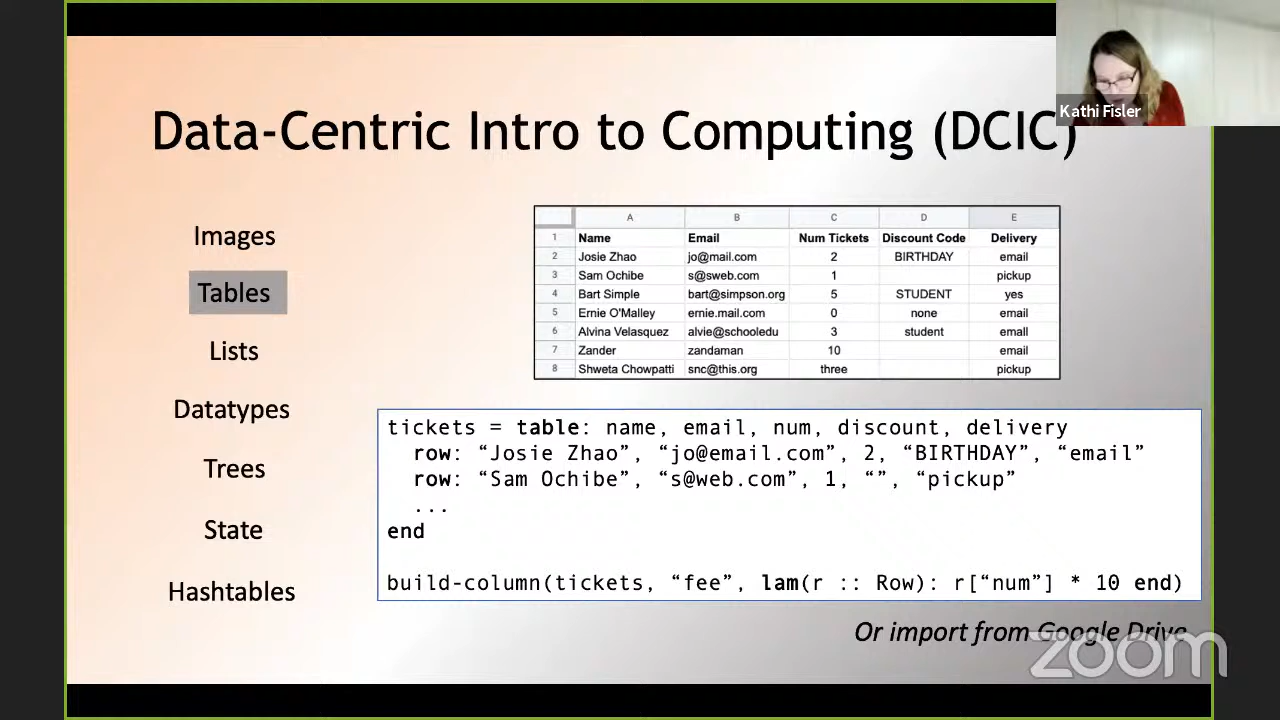 Kathi Fisler
Data-Centric Intro to Computing (DCIC)
Images
Tables
Lists
Datatypes
Trees
State
Hashtables
A B C D E
1 Name Email Num Tickets Discount Code Delivery
2 Josie Zhao jo@mail.com 2 BIRTHDAY email
3 Sam Ochibe s@sweb.com 1 pickup
4 Bart Simple bart@simpson.org 5 STUDENT yes
5 Ernie O'Malley ernie.mail.com 0 none email
6 Alvina Velasquez alvie@schooledu 3 student emall
7 Zander zandaman 10 email
8 Shweta Chowpatti snc@this.org three pickup
tickets = table: name, email, num, discount, delivery
row: “Josie Zhao”, “jo@email.com”, 2, “BIRTHDAY”, “email”
row: “Sam Ochibe”, “s@web.com”, 1, “”, “pickup”
...
end
build-column(tickets, “fee”, lam(r :: Row): r[“num”] * 10 end)
Or import from Google Drive
zoom